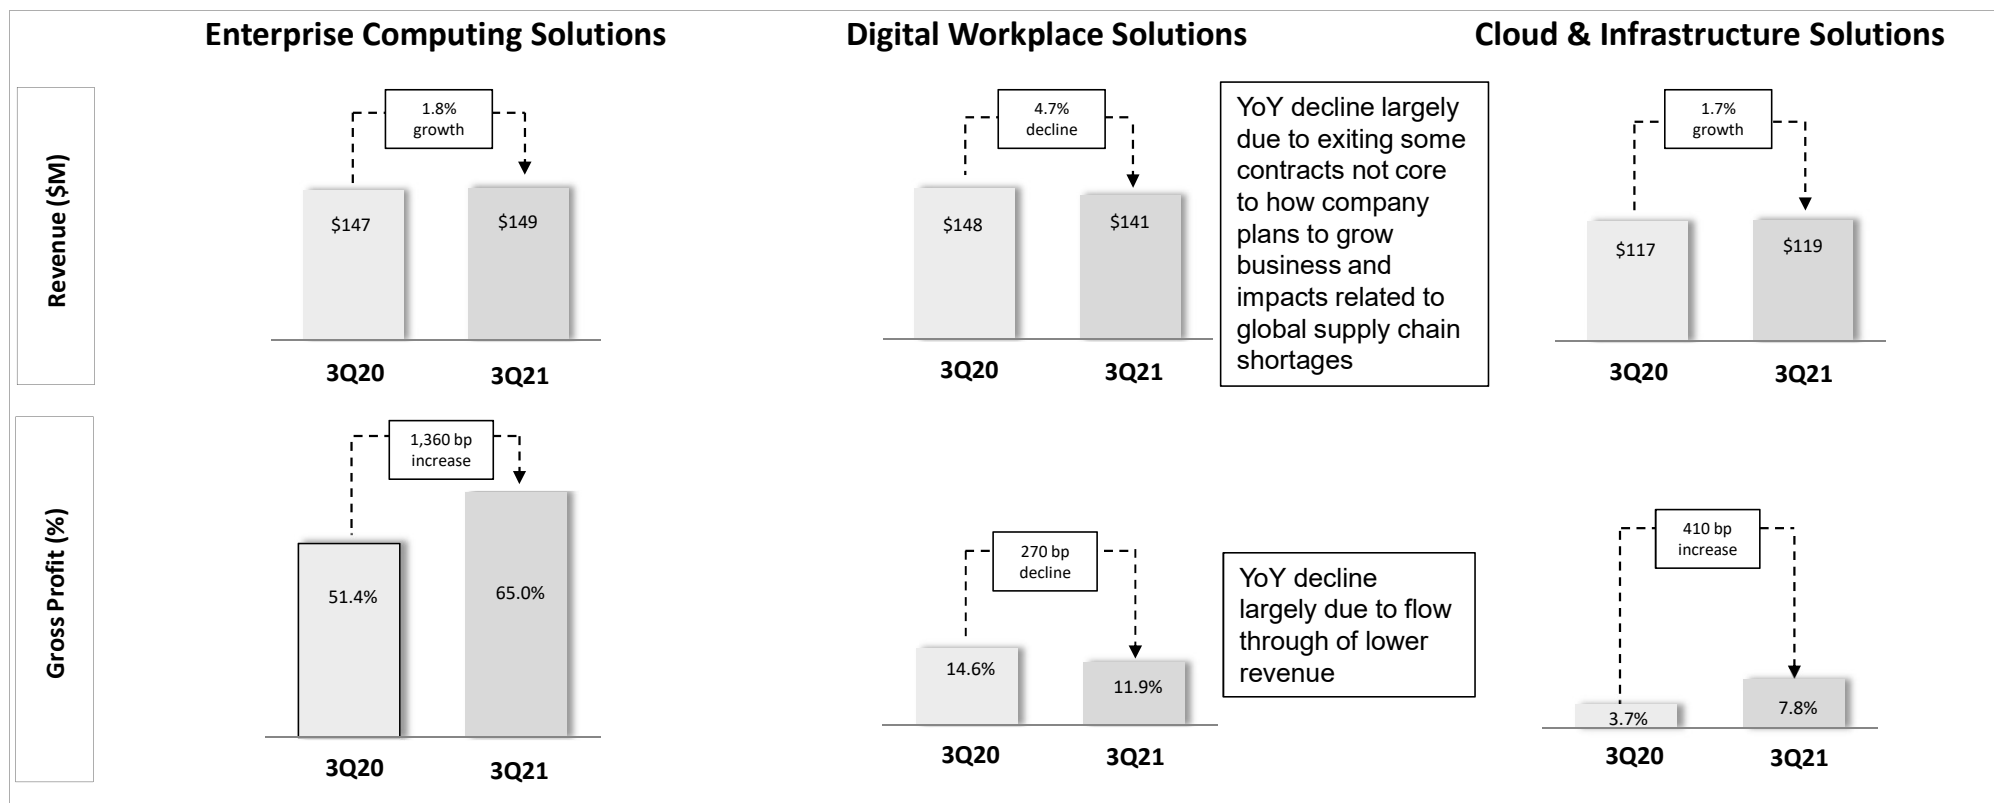 Enterprise Computing Solutions
Digital Workplace Solutions
Cloud & Infrastructure Solutions
Revenue ($M)
1.8%
growth
$147
$149
3Q20
3Q21
4.7%
decline
$148
$141
3Q20
3Q21
YoY decline largely
due to exiting some
contracts not core
to how company
plans to grow
business and
impacts related to
global supply chain
shortages
1.7%
growth
$117
$119
3Q20
3Q21
Gross Profit (%)
1,360 bp
increase
51.4%
65.0%
3Q20
3Q21
270 bp
decline
14.6%
11.9%
3Q20
3Q21
YoY decline
largely due to flow
through of lower
revenue
410 bp
increase
3.7%
7.8%
3Q20
3Q21